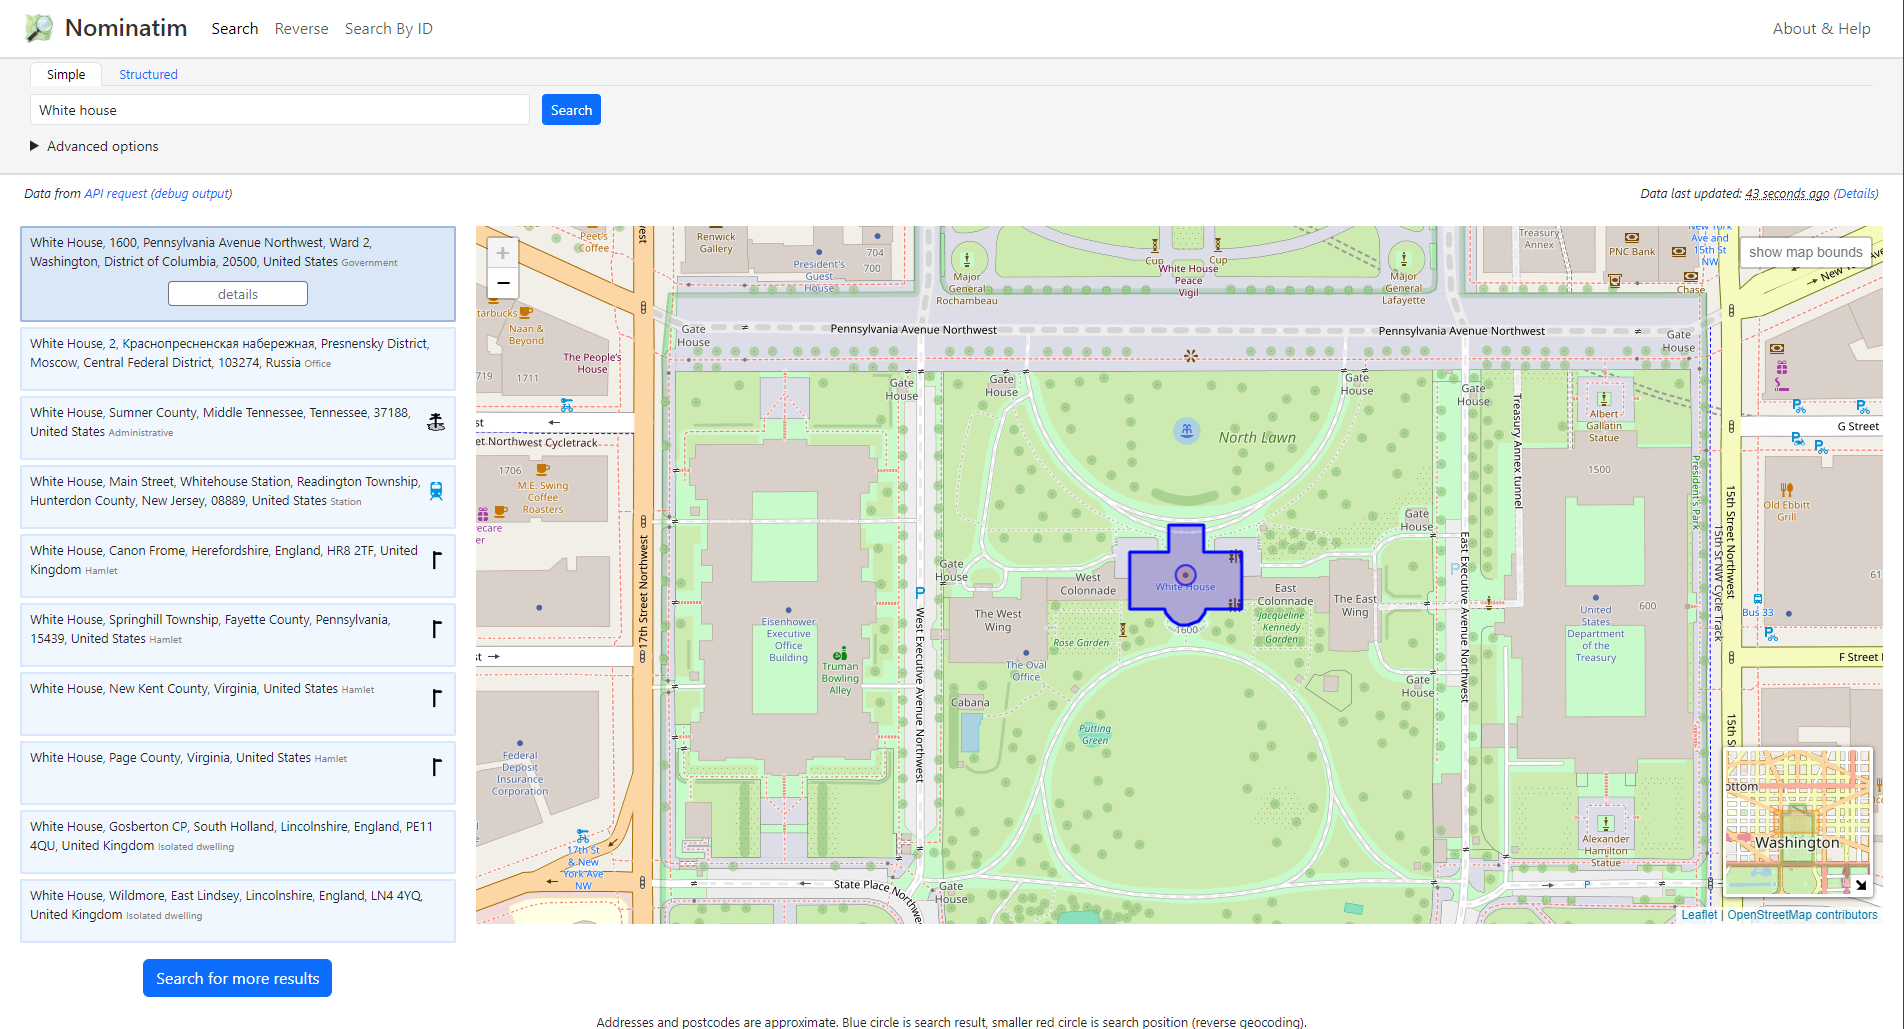 Nominatim
Search
Reverse
Search By ID
About & Help
Simple
Structured
White house
Search
Advanced options
Data from API request (debug output)
Data last updated: 43 seconds ago (Details)
White House, 1600, Pennsylvania Avenue Northwest, Ward 2,
Washington, District of Columbia, 20500, United States Government
details
White House, 2, Краснопресненская набережная, Presnensky District,
Moscow, Central Federal District, 103274, Russia Office
White House, Sumner County, Middle Tennessee, Tennessee, 37188,
United States Administrative
White House, Main Street, Whitehouse Station, Readington Township,
Hunterdon County, New Jersey, 08889, United States Station
White House, Canon Frome, Herefordshire, England, HR8 2TF, United
Kingdom Hamlet
White House, Springhill Township, Fayette County, Pennsylvania,
15439, United States Hamlet
White House, New Kent County, Virginia, United States Hamlet
White House, Page County, Virginia, United States Hamlet
White House, Gosberton CP, South Holland, Lincolnshire, England, PE11
4QU, United Kingdom Isolated dwelling
White House, Wildmore, East Lindsey, Lincolnshire, England, LN4 4YQ,
United Kingdom Isolated dwelling
Search for more results
+
−
show map bounds
Peet's
Coffee
Renwick
Gallery
President's
Guest
House
704
700
Major
General
Rochambeau
Cup
Cup
White House
Peace
Vigil
Major
General
Lafayette
Treasury
Annex
PNC Bank
New York
Ave and
15th St
NW
Chase
starbucks
Naan &
Beyond
The People's
House
719
1711
Gate
House
Pennsylvania Avenue Northwest
Pennsylvania Avenue Northwest
Gate
House
Gate
House
Gate
House
Gate
House
Gate
House
Albert
Gallatin
Statue
G Street
et Northwest Cycletrack
1706
M.E. Swing
Coffee
Roasters
North Lawn
1500
Treasury Annex tunnel
President's Park
Old Ebbitt
Grill
17th Street Northwest
15th Street Northwest
15th St NW Cycle Track
Gate
House
Gate
House
West
Colonnade
White House
East
Colonnade
The East
Wing
The West
Wing
1600
Rose Garden
Jacqueline
Kennedy
Garden
East Executive Avenue Northwest
West Executive Avenue Northwest
P
P
Eisenhower
Executive
Office
Building
United
States
Department
of the
Treasury
600
Bus 33
The Oval
Office
Truman
Bowling
Alley
F Street
Gate
House
Cabana
Putting
Green
Federal
Deposit
Insurance
Corporation
17th St
& New
York Ave
NW
Alexander
Hamilton
Statue
State Place Northw
Gate
House
P
ottom
Washington
Leaflet | OpenStreetMap contributors
Addresses and postcodes are approximate. Blue circle is search result, smaller red circle is search position (reverse geocoding).